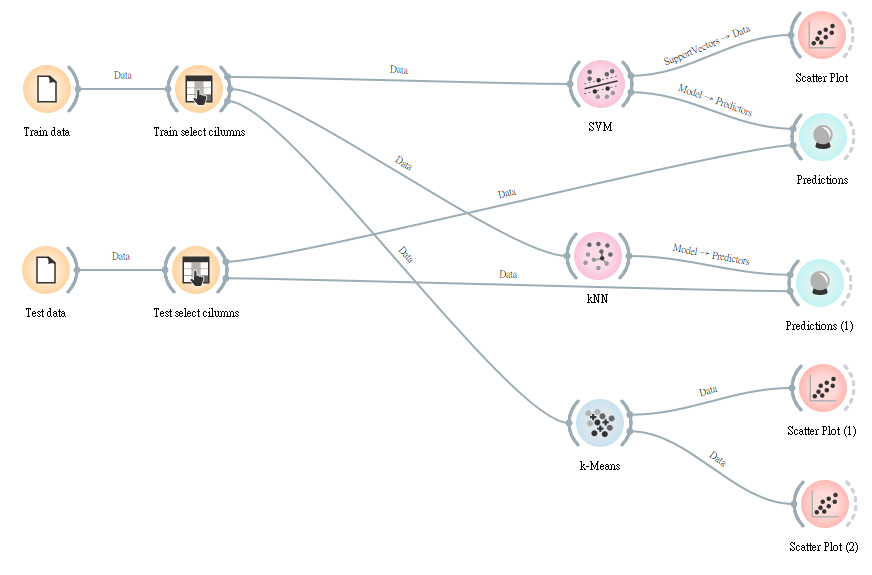 Data
Data
SupportVectors → Data
Scatter Plot
Train data
Train select cilumns
SVM
Model → Predictors
Data
Data
Predictions
Data
Data
Data
Model → Predictors
Test data
Test select cilumns
kNN
Predictions (1)
Data
Scatter Plot (1)
k-Means
Data
Scatter Plot (2)